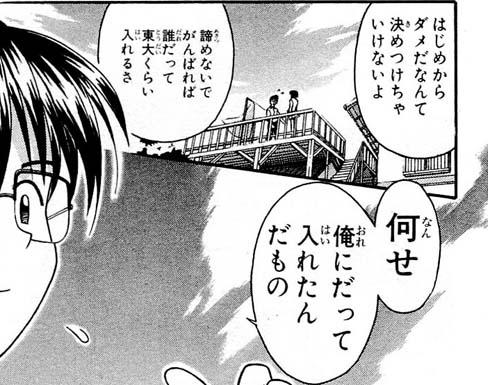 はじめから
ダメだなんて
決めつけちゃ
いけないよ
諦めないで
がんばれば
誰だって
東大くらい
入れるさ
何せ
俺にだって
入れたん
だもの